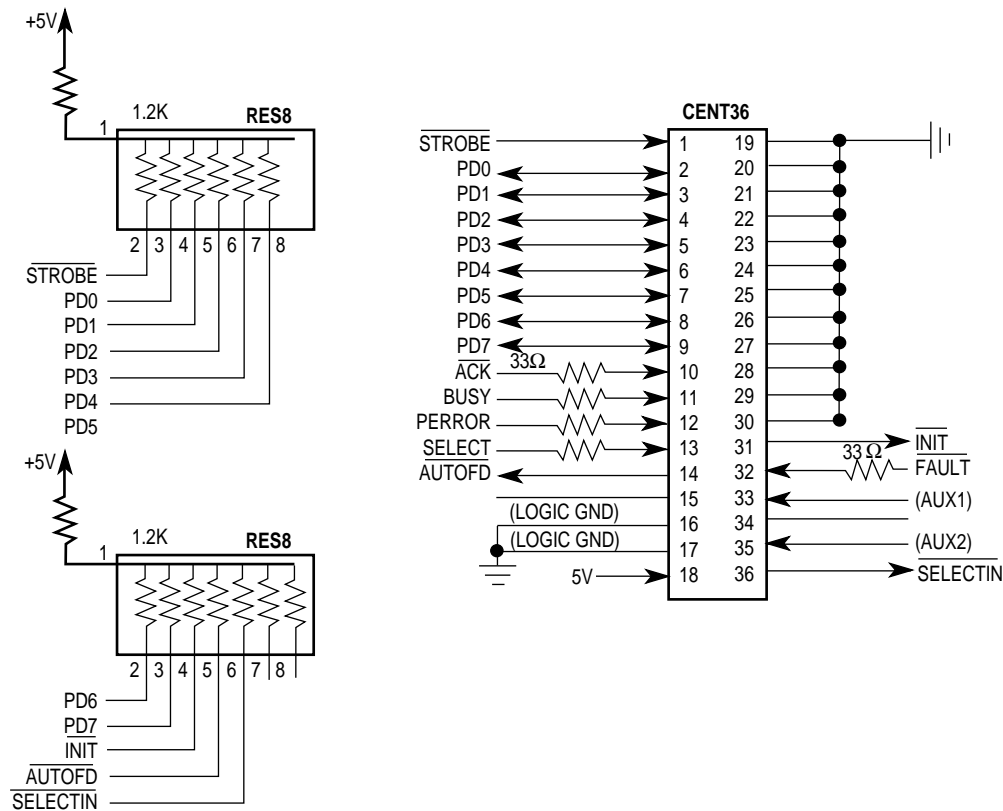 +5V
1.2K
RES8
1
2 3 4 5 6 7 8
STROBE
PD0
PD1
PD2
PD3
PD4
PD5
+5V
1.2K
RES8
1
2 3 4 5 6 7 8
PD6
PD7
INIT
AUTOFD
SELECTIN
CENT36
STROBE 1 19
PD0 2 20
PD1 3 21
PD2 4 22
PD3 5 23
PD4 6 24
PD5 7 25
PD6 8 26
PD7 9 27
ACK 33Ω 10 28
BUSY 11 29
PERROR 12 30
SELECT 13 31 INIT
AUTOFD 14 32 33 Ω FAULT
15 33 (AUX1)
(LOGIC GND) 16 34
(LOGIC GND) 17 35 (AUX2)
5V 18 36 SELECTIN